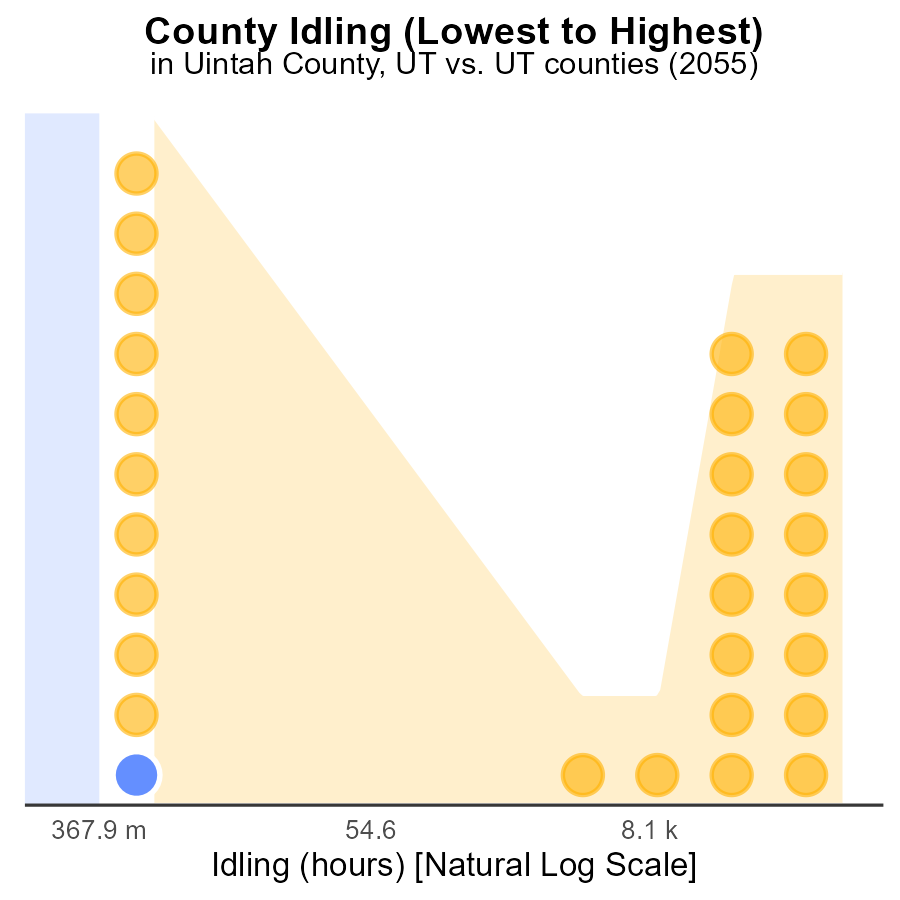 County Idling (Lowest to Highest)
in Uintah County, UT vs. UT counties (2055)
367.9 m
54.6
8.1 k
Idling (hours) [Natural Log Scale]